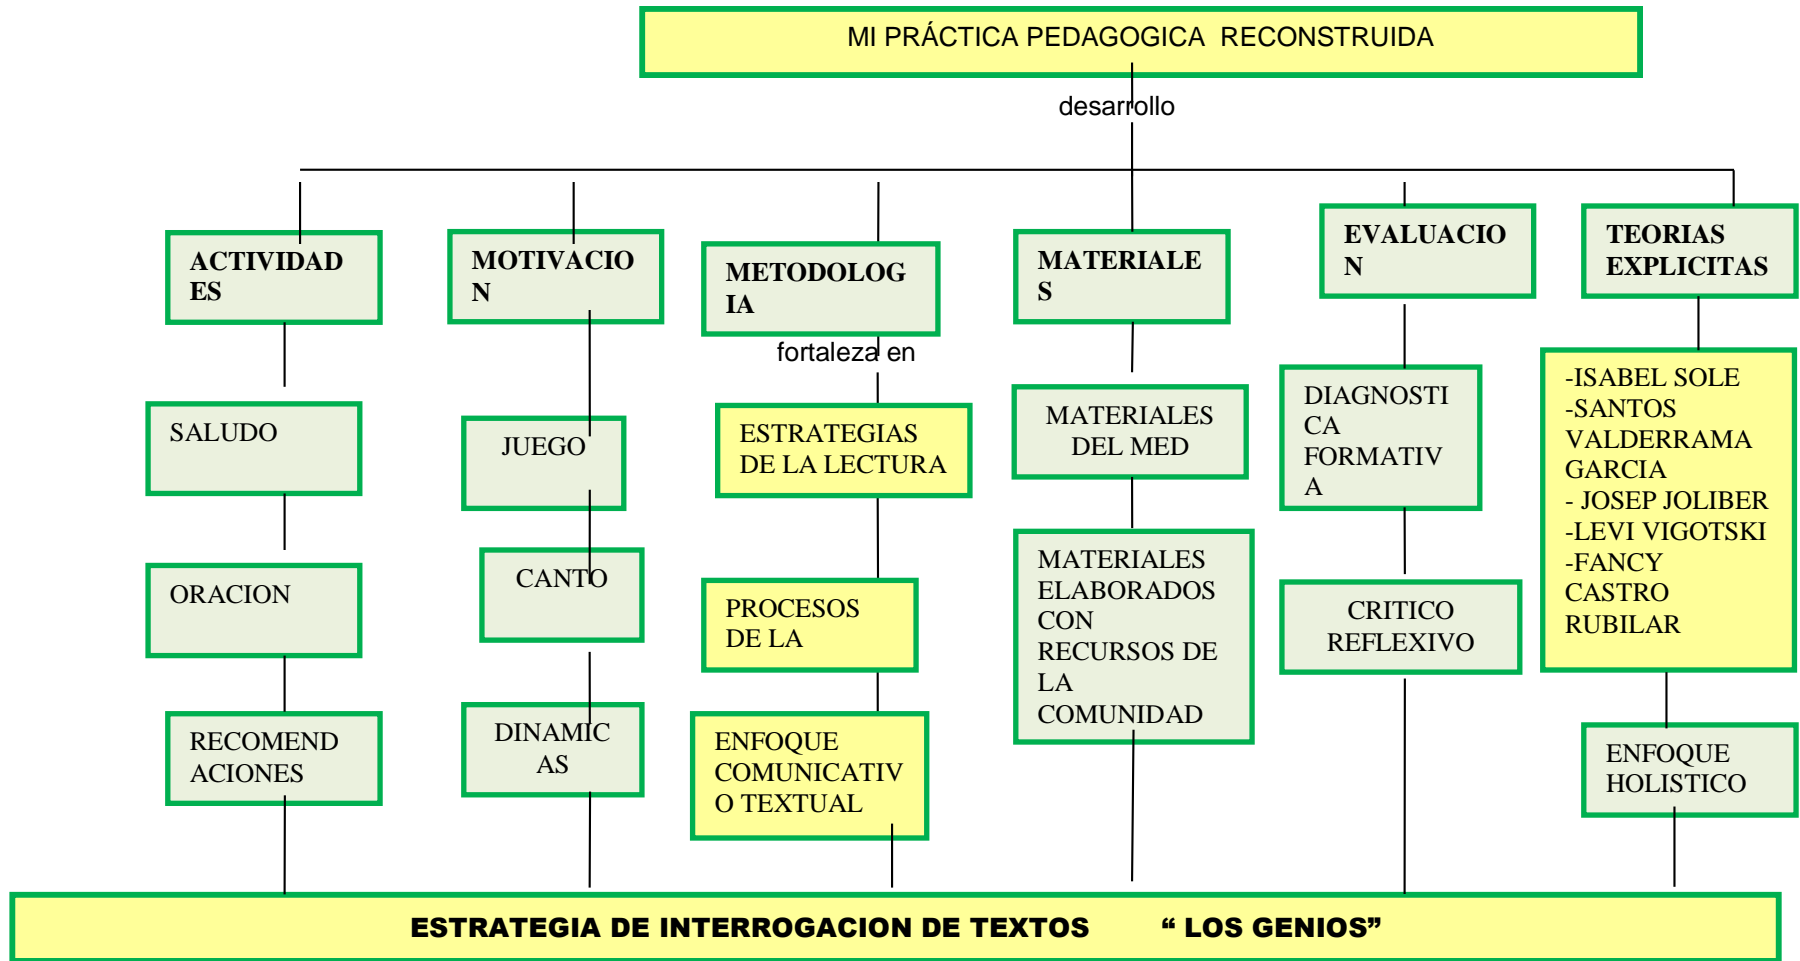 MI PRÁCTICA PEDAGOGICA RECONSTRUIDA
desarrollo
ACTIVIDAD
ES
MOTIVACION
N
METODOLOG
IA
MATERIALE
S
EVALUACIO
N
TEORIAS
EXPLICITAS
fortaleza en
SALUDO
ORACION
RECOMEND
ACIONES
JUEGO
CANTO
DINAMIC
AS
ESTRATEGIAS
DE LA LECTURA
PROCESOS
DE LA
ENFOQUE
COMUNICATIV
O TEXTUAL
MATERIALES
DEL MED
MATERIALES
ELABORADOS
CON
RECURSOS DE
LA
COMUNIDAD
DIAGNOSTI
CA
FORMATIV
A
CRITICO
REFLEXIVO
-ISABEL SOLE
-SANTOS
VALDERRAMA
GARCIA
- JOSEP JOLIBER
-LEVI VIGOTSKI
-FANCY
CASTRO
RUBILAR
ENFOQUE
HOLISTICO
ESTRATEGIA DE INTERROGACION DE TEXTOS “ LOS GENIOS”